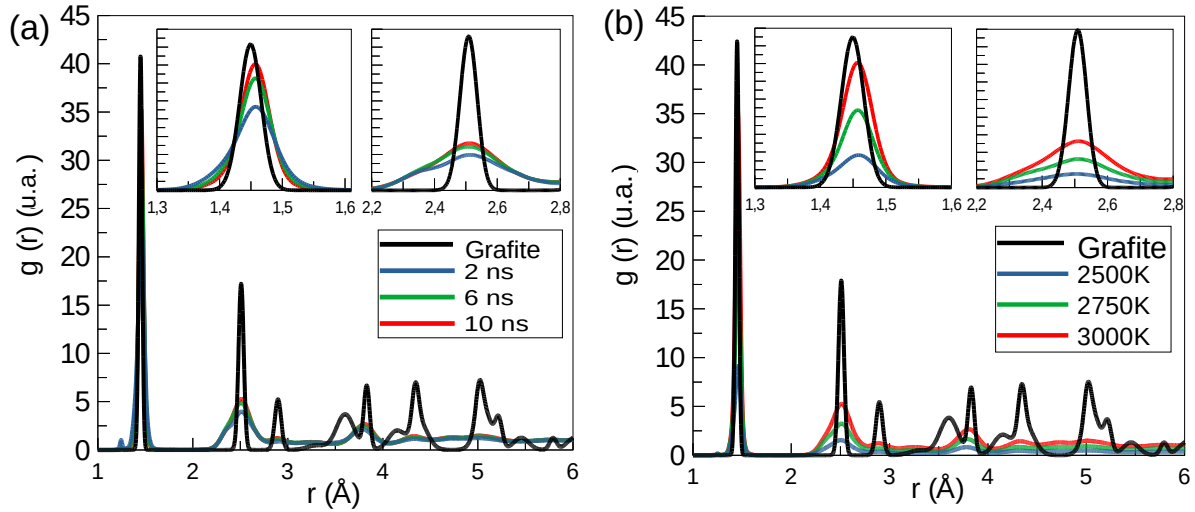 (a)
g (r) (u.a.)
45
40
35
30
25
20
15
10
5
0
1,3 1,4 1,5 1,6
2,2 2,4 2,6 2,8
Grafite
2 ns
6 ns
10 ns
1 2 3 4 5 6
r (Å)
(b)
g (r) (u.a.)
45
40
35
30
25
20
15
10
5
0
1,3 1,4 1,5 1,6
2,2 2,4 2,6 2,8
Grafite
2500K
2750K
3000K
1 2 3 4 5 6
r (Å)